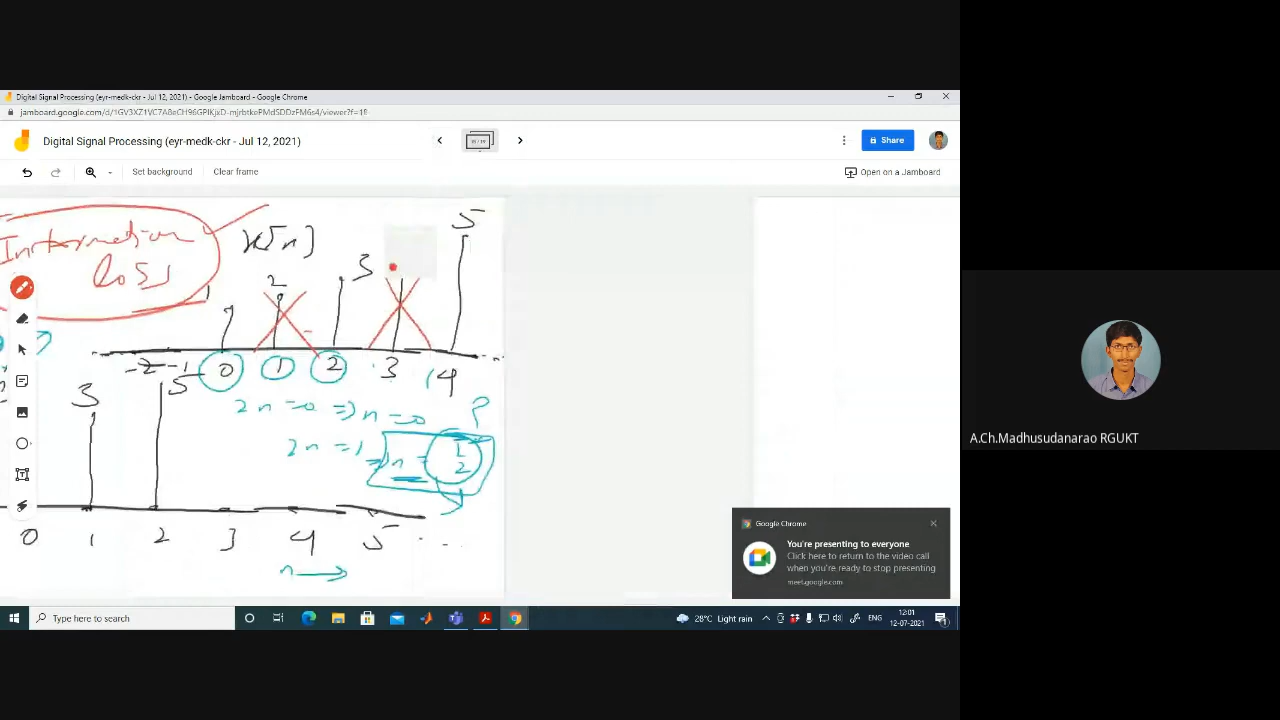 Digital Signal Processing (eyr-medk-ckr - Jul 12, 2021) - Google Jamboard - Google Chrome
Digital Signal Processing (eyr-medk-ckr - Jul 12, 2021)
19 / 19
Share
Set background
Clear frame
Open on a Jamboard
Information
loss
x[n]
1 2 3 5
-2 -1 0 1 2 3 4
2n = 0 => n = 0 ?
2n = 1 => n = 1/2
3 5
0 1 2 3 4 5 ...
n
A.Ch.Madhusudanarao RGUKT
Google Chrome
You're presenting to everyone
Click here to return to the video call
when you're ready to stop presenting
meet.google.com
Type here to search
28°C Light rain
ENG
12:01
12-07-2021